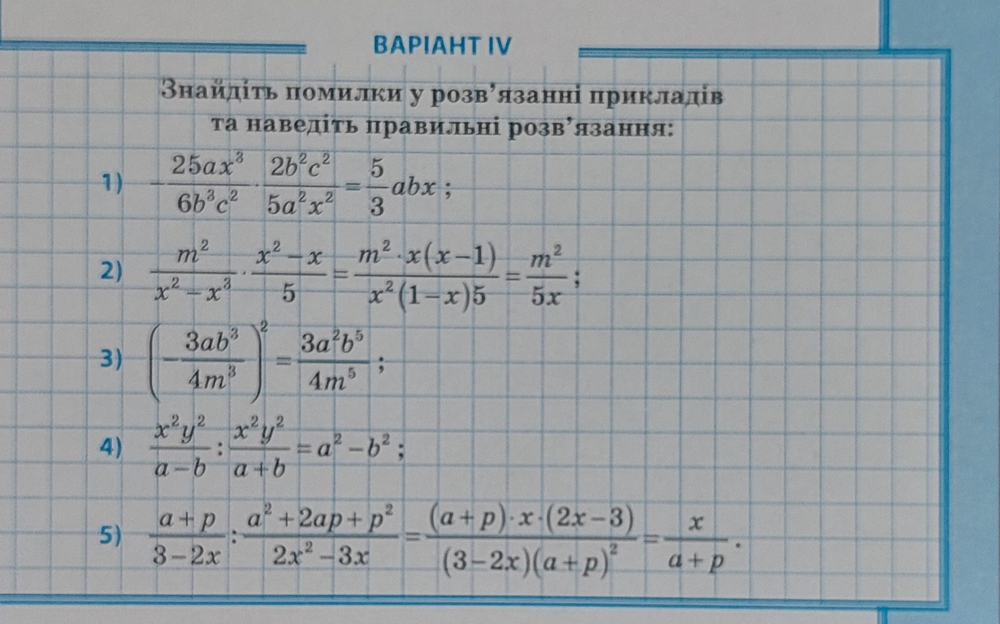 ВАРІАНТ IV
Знайдіть помилки у розв’язанні прикладів
та наведіть правильні розв’язання:
1) $-\frac{25ax^3}{6b^3c^2} \cdot \frac{2b^2c^2}{5a^2x^2} = \frac{5}{3}abx$ ;
2) $\frac{m^2}{x^2-x^3} \cdot \frac{x^2-x}{5} = \frac{m^2 \cdot x(x-1)}{x^2(1-x)5} = \frac{m^2}{5x}$ ;
3) $\left(-\frac{3ab^3}{4m^3}\right)^2 = \frac{3a^2b^5}{4m^5}$ ;
4) $\frac{x^2y^2}{a-b} : \frac{x^2y^2}{a+b} = a^2-b^2$ ;
5) $\frac{a+p}{3-2x} : \frac{a^2+2ap+p^2}{2x^2-3x} = \frac{(a+p) \cdot x \cdot (2x-3)}{(3-2x)(a+p)^2} = \frac{x}{a+p}$ .